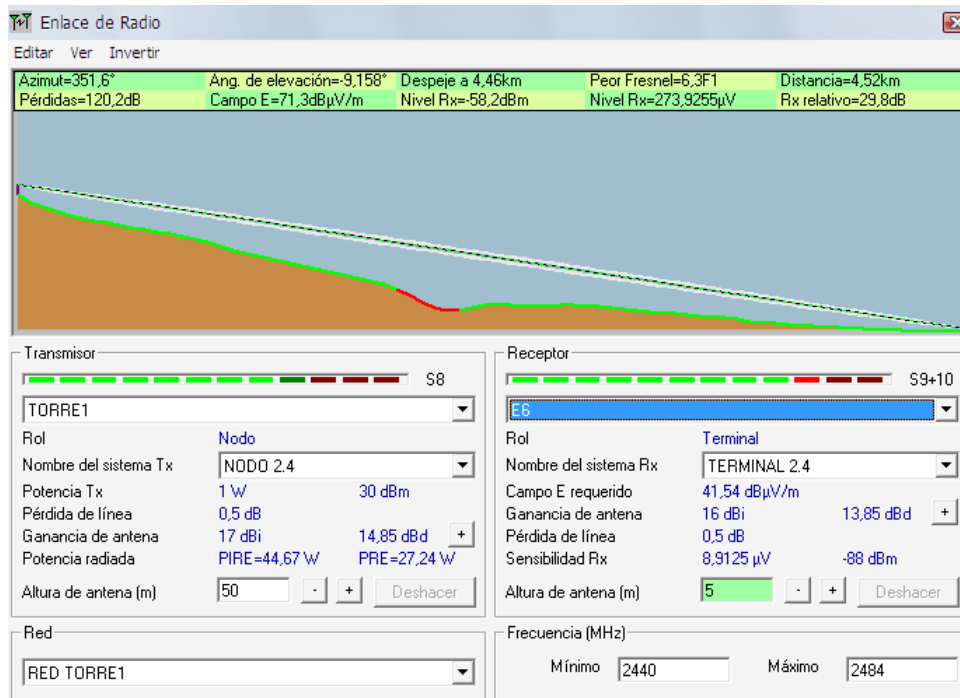 Enlace de Radio
Editar Ver Invertir
Azimut=351,6° Ang. de elevación=-9,158° Despeje a 4,46km Peor Fresnel=6,3F1 Distancia=4,52km
Pérdidas=120,2dB Campo E=71,3dBµV/m Nivel Rx=-58,2dBm Nivel Rx=273,9255µV Rx relativo=29,8dB
Transmisor
S8
TORRE1
Rol Nodo
Nombre del sistema Tx NODO 2.4
Potencia Tx 1 W 30 dBm
Pérdida de línea 0,5 dB
Ganancia de antena 17 dBi 14,85 dBd +
Potencia radiada PIRE=44,67 W PRE=27,24 W
Altura de antena (m) 50 - + Deshacer
Red
RED TORRE1
Receptor
S9+10
E6
Rol Terminal
Nombre del sistema Rx TERMINAL 2.4
Campo E requerido 41,54 dBµV/m
Ganancia de antena 16 dBi 13,85 dBd +
Pérdida de línea 0,5 dB
Sensibilidad Rx 8,9125 µV -88 dBm
Altura de antena (m) 5 - + Deshacer
Frecuencia (MHz)
Mínimo 2440 Máximo 2484